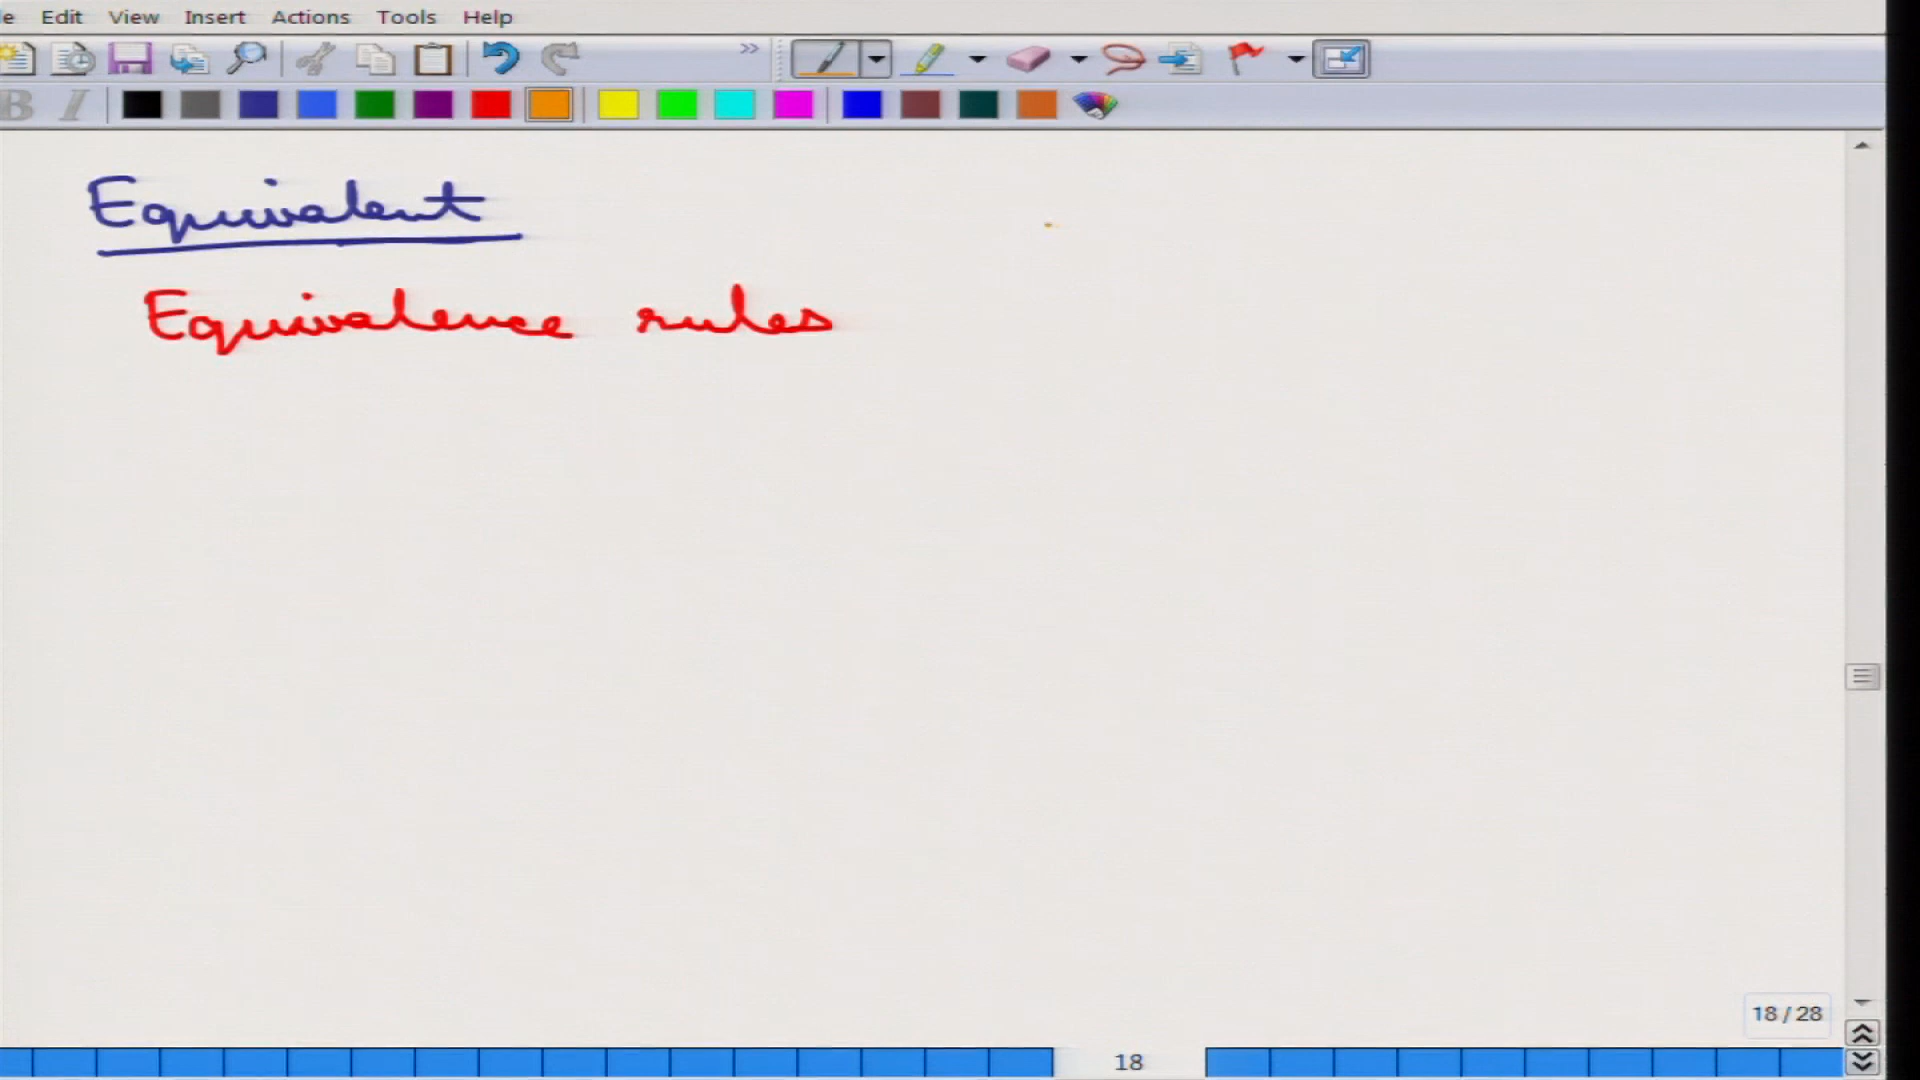 e Edit View Insert Actions Tools Help
B I
Equivalent
Equivalence rules
18 / 28
18